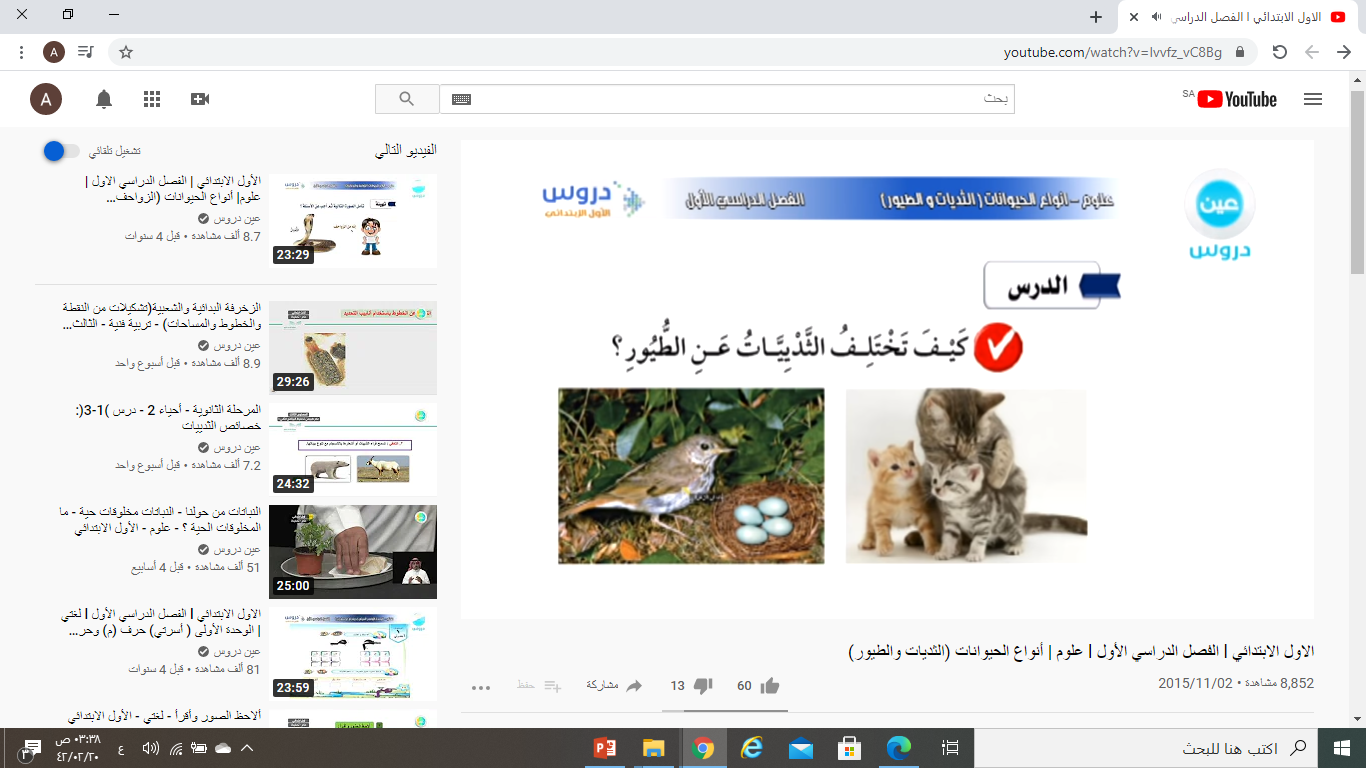 الاول الابتدائي | الفصل الدراسي
youtube.com/watch?v=lvvfz_vC8Bg
A
YouTube SA
بحث
A
علوم - أنواع الحيوانات ( الثديات و الطيور)
الفصل الدراسي الأول
دروس
الأول الابتدائي
عين
دروس
الدرس
كَيْـفَ تَخْتَلِـفُ الثَّدْيِيَّـاتُ عَـنِ الطُّيُورِ؟
الاول الابتدائي | الفصل الدراسي الأول | علوم | أنواع الحيوانات (الثديات والطيور)
8,852 مشاهدة • 2015/11/02
60
13
مشاركة
حفظ
الفيديو التالي
تشغيل تلقائي
الأول الابتدائي | الفصل الدراسي الاول |
علوم| أنواع الحيوانات (الزواحف...
عين دروس
8.7 ألف مشاهدة • قبل 4 سنوات
23:29
الزخرفة البدائية والشعبية(تشكيلات من النقطة
والخطوط والمساحات) - تربية فنية - الثالث...
عين دروس
8.9 ألف مشاهدة • قبل أسبوع واحد
29:26
المرحلة الثانوية - أحياء 2 - درس )1-3(:
خصائص الثدييات
عين دروس
7.2 ألف مشاهدة • قبل أسبوع واحد
24:32
النباتات من حولنا - النباتات مخلوقات حية - ما
المخلوقات الحية ؟ - علوم - الأول الابتدائي
عين دروس
51 ألف مشاهدة • قبل 4 أسابيع
25:00
الاول الابتدائي | الفصل الدراسي الأول | لغتي
| الوحدة الأولى ( أسرتي) حرف (م) وحر...
عين دروس
81 ألف مشاهدة • قبل 4 سنوات
23:59
ألاحظ الصور وأقرأ - لغتي - الأول الابتدائي
اكتب هنا للبحث
ع
٠٣:٣٨ ص
٤٢/٠٢/٢٠
٣